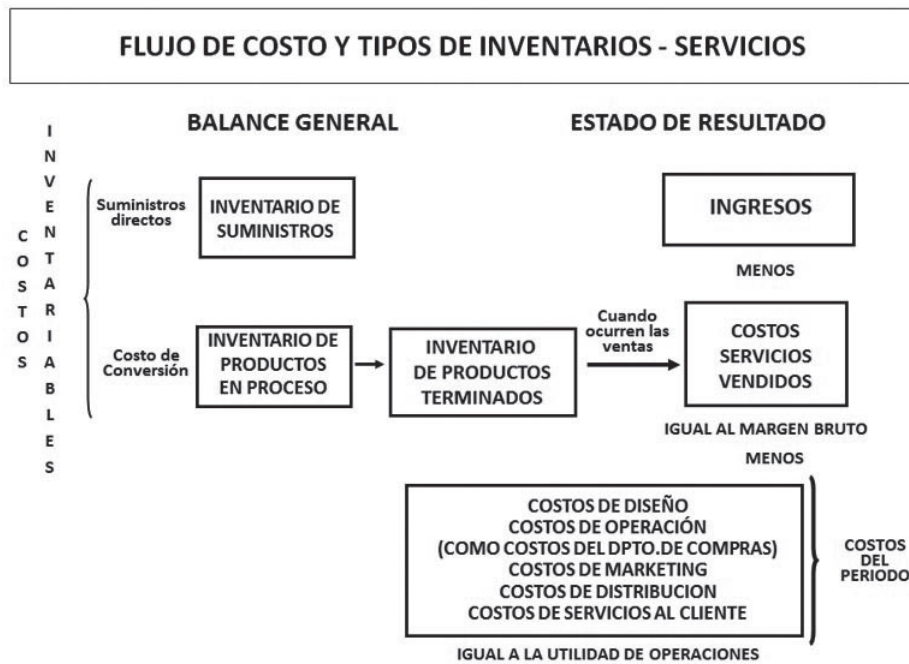 FLUJO DE COSTO Y TIPOS DE INVENTARIOS - SERVICIOS
BALANCE GENERAL
ESTADO DE RESULTADO
COSTOS
INVENTARIABLES
Suministros
directos
INVENTARIO DE
SUMINISTROS
INGRESOS
MENOS
Costo de
Conversión
INVENTARIO DE
PRODUCTOS
EN PROCESO
INVENTARIO
DE PRODUCTOS
TERMINADOS
Cuando
ocurren las
ventas
COSTOS
SERVICIOS
VENDIDOS
IGUAL AL MARGEN BRUTO
MENOS
COSTOS DE DISEÑO
COSTOS DE OPERACIÓN
(COMO COSTOS DEL DPTO.DE COMPRAS)
COSTOS DE MARKETING
COSTOS DE DISTRIBUCION
COSTOS DE SERVICIOS AL CLIENTE
COSTOS
DEL
PERIODO
IGUAL A LA UTILIDAD DE OPERACIONES